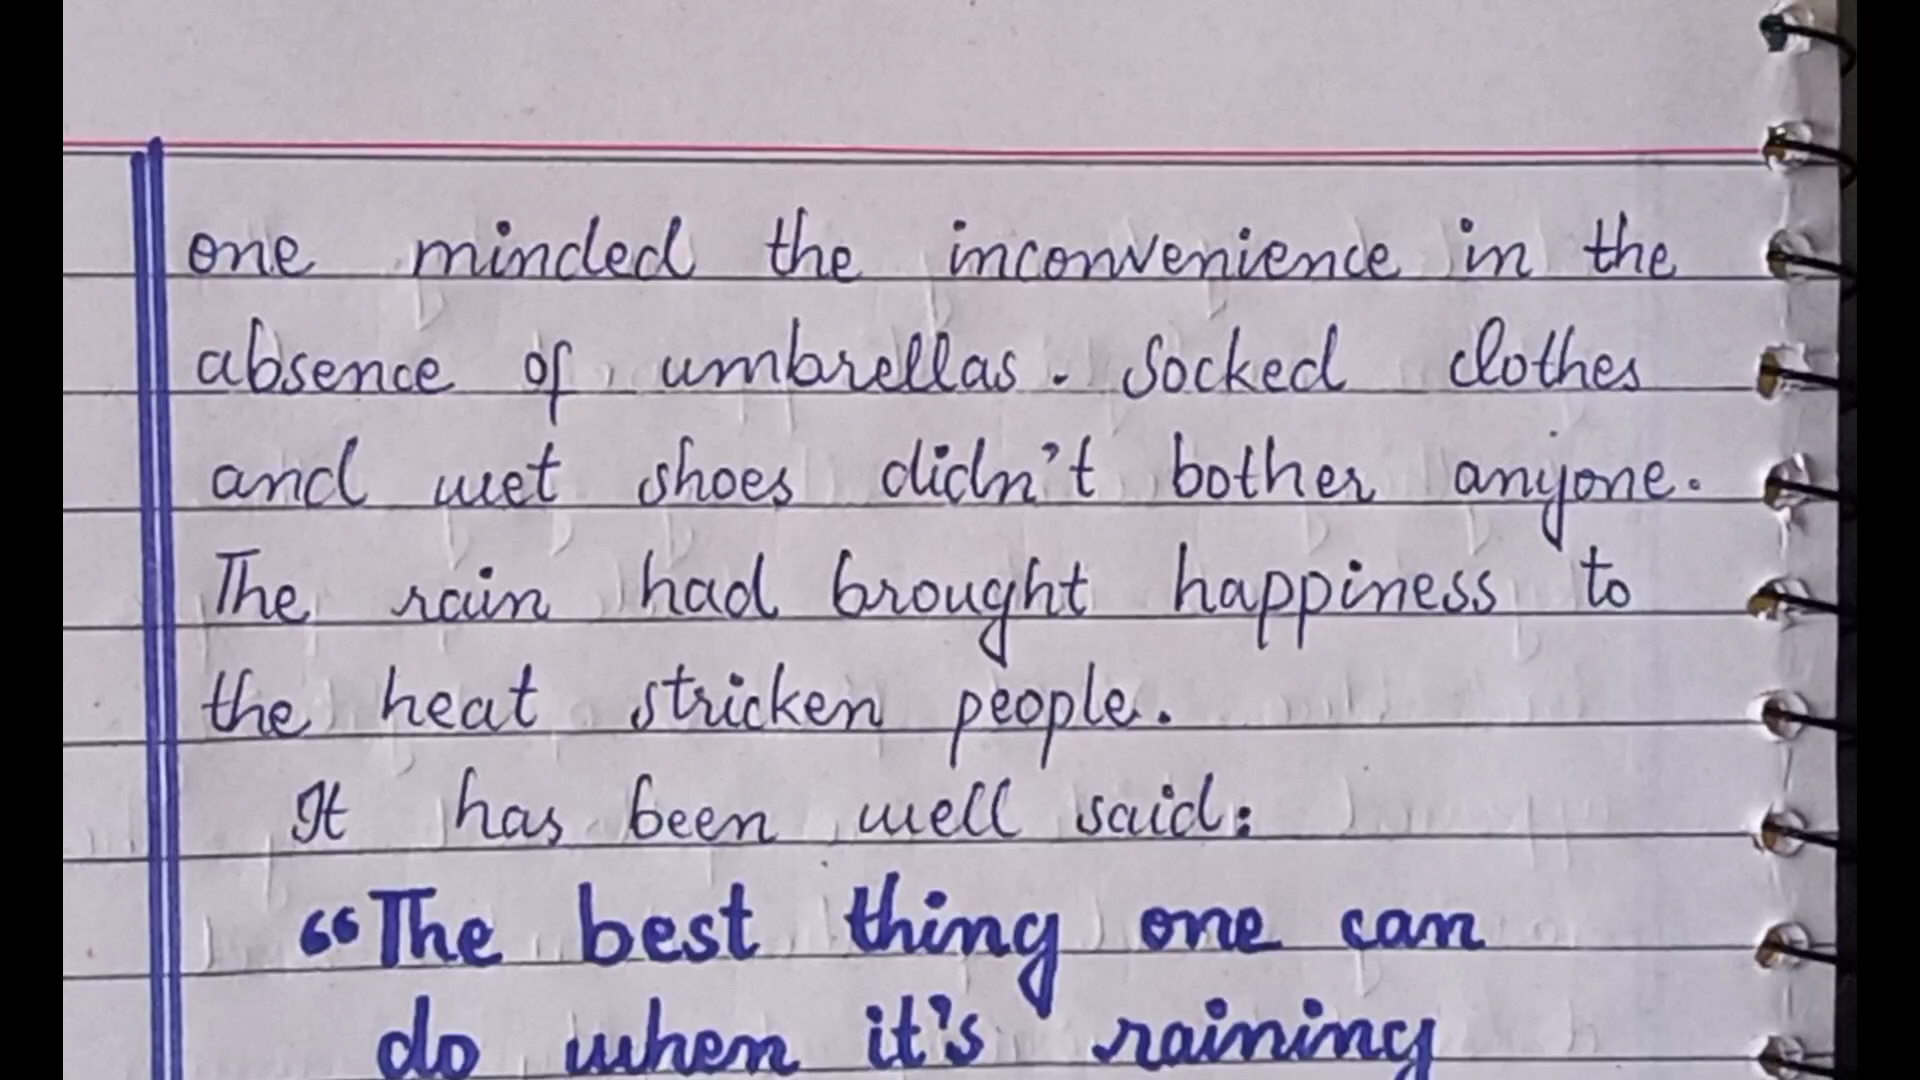 one minded the inconvenience in the
absence of umbrellas. Socked clothes
and wet shoes didn't bother anyone.
The rain had brought happiness to
the heat stricken people.
It has been well said:
“The best thing one can
do when it's raining